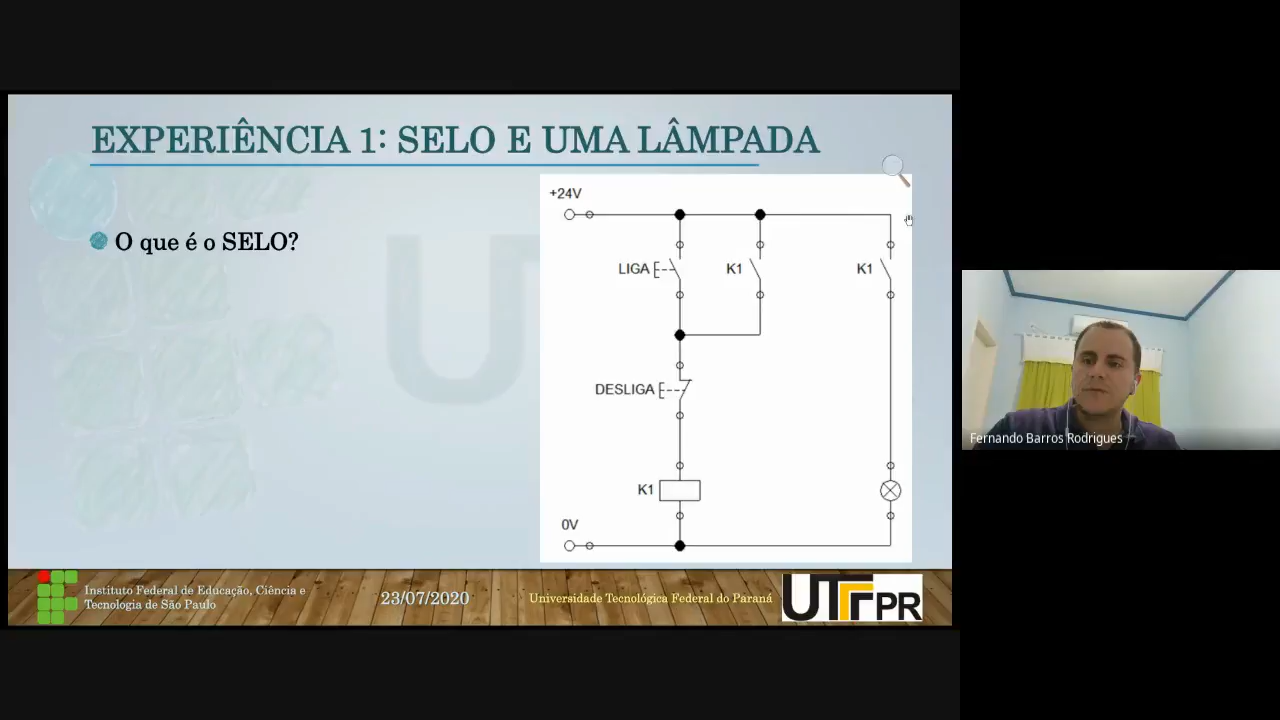 EXPERIÊNCIA 1: SELO E UMA LÂMPADA
O que é o SELO?
+24V
LIGA
K1
K1
DESLIGA
K1
0V
Fernando Barros Rodrigues
Instituto Federal de Educação, Ciência e
Tecnologia de São Paulo
23/07/2020
Universidade Tecnológica Federal do Paraná
UTFPR